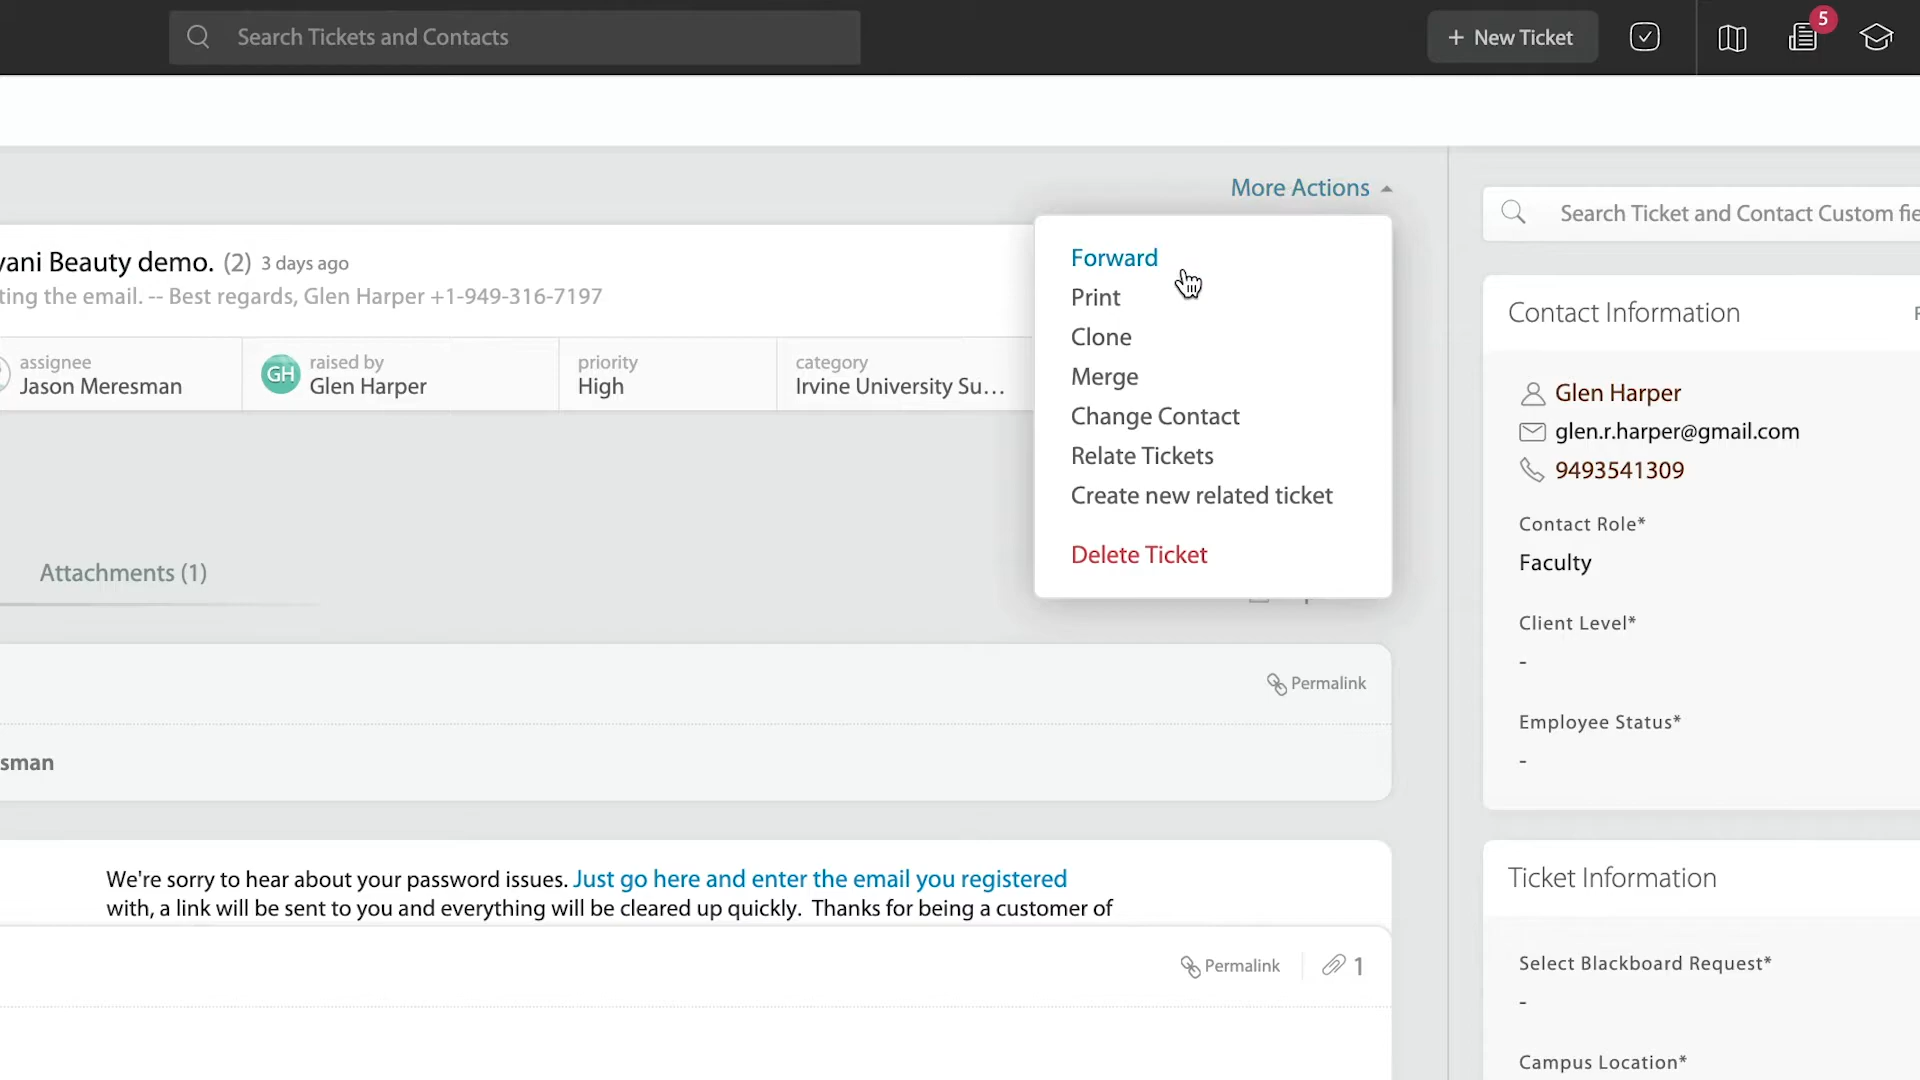 Search Tickets and Contacts
+ New Ticket
5
More Actions
Search Ticket and Contact Custom fie
vani Beauty demo. (2) 3 days ago
ting the email. -- Best regards, Glen Harper +1-949-316-7197
assignee
Jason Meresman
GH
raised by
Glen Harper
priority
High
category
Irvine University Su...
Forward
Print
Clone
Merge
Change Contact
Relate Tickets
Create new related ticket
Delete Ticket
Attachments (1)
Permalink
sman
We're sorry to hear about your password issues. Just go here and enter the email you registered
with, a link will be sent to you and everything will be cleared up quickly. Thanks for being a customer of
Permalink
1
Contact Information
Glen Harper
glen.r.harper@gmail.com
9493541309
Contact Role*
Faculty
Client Level*
-
Employee Status*
-
Ticket Information
Select Blackboard Request*
-
Campus Location*